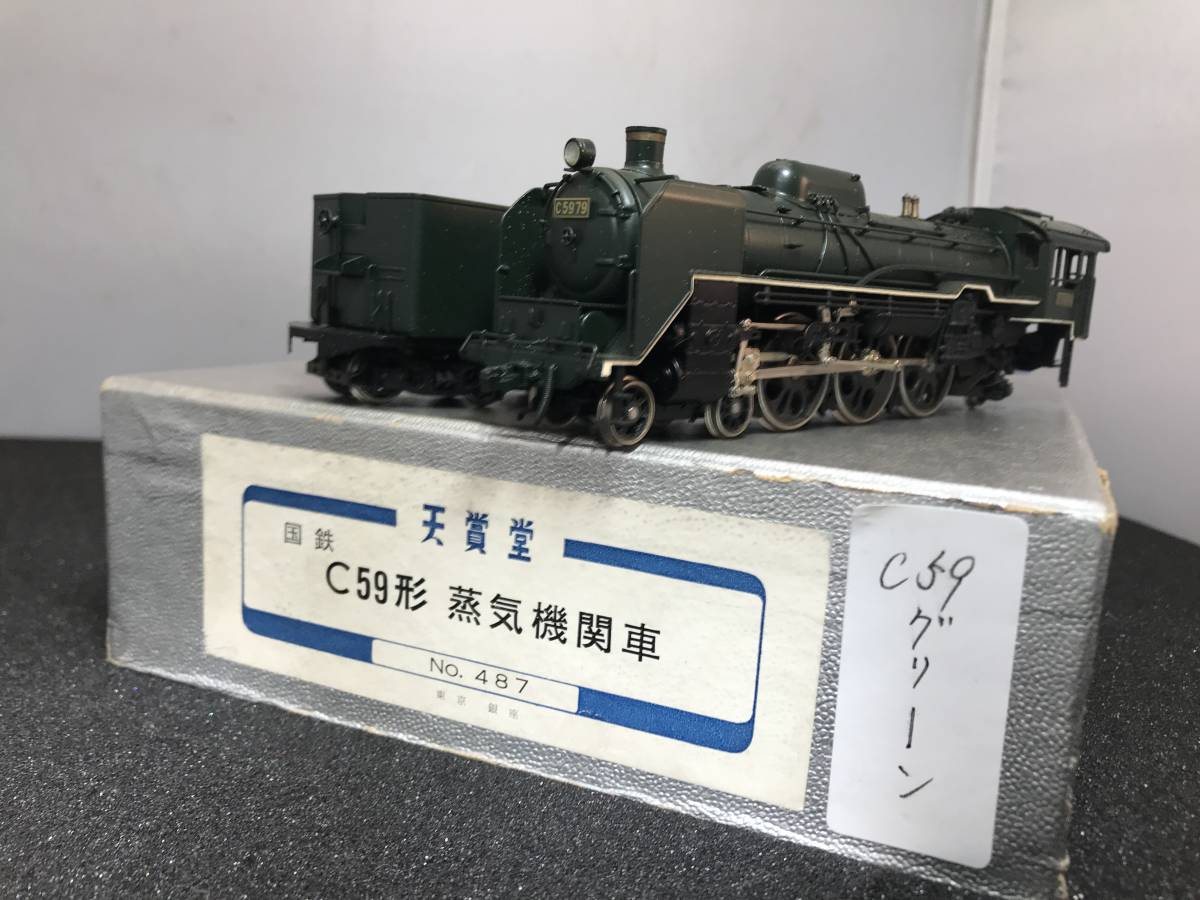 C5979
天賞堂
国鉄
C59形 蒸気機関車
No. 487
東京 銀座
C59
グリーン